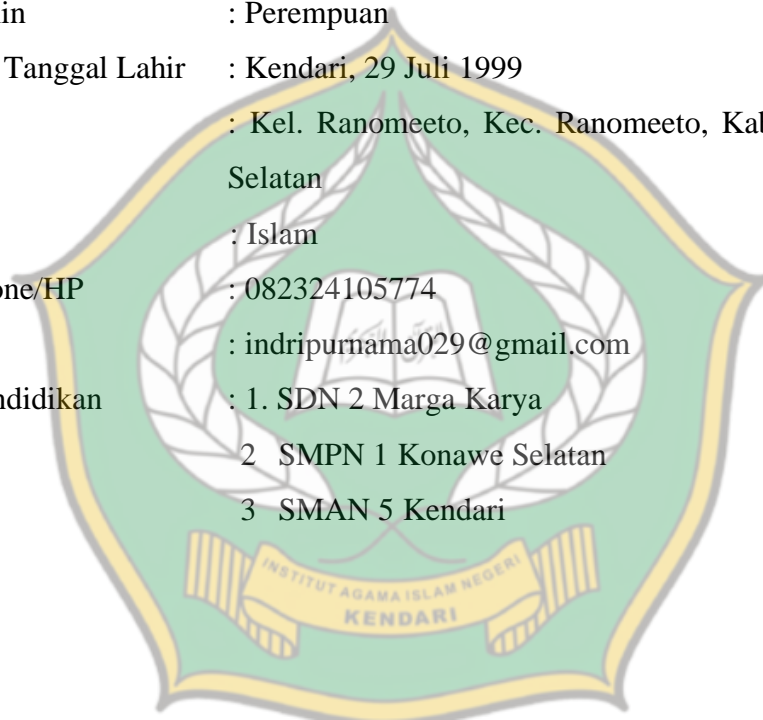 in : Perempuan
Tanggal Lahir : Kendari, 29 Juli 1999
: Kel. Ranomeeto, Kec. Ranomeeto, Kab
Selatan
: Islam
one/HP : 082324105774
: indripurnama029@gmail.com
ndidikan : 1. SDN 2 Marga Karya
2 SMPN 1 Konawe Selatan
3 SMAN 5 Kendari
INSTITUT AGAMA ISLAM NEGERI
KENDARI